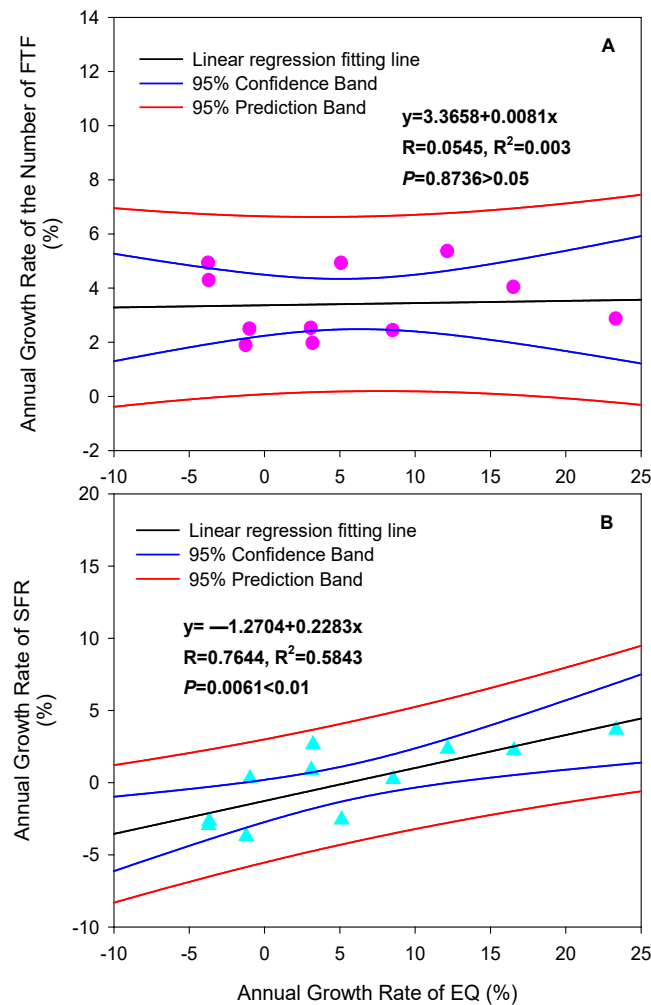 Annual Growth Rate of the Number of FTF
(%)
14
12
10
8
6
4
2
0
-2
A
Linear regression fitting line
95% Confidence Band
95% Prediction Band
y=3.3658+0.0081x
R=0.0545, R²=0.003
P=0.8736>0.05
-10 -5 0 5 10 15 20 25
Annual Growth Rate of SFR
(%)
20
15
10
5
0
-5
-10
B
Linear regression fitting line
95% Confidence Band
95% Prediction Band
y= —1.2704+0.2283x
R=0.7644, R²=0.5843
P=0.0061<0.01
-10 -5 0 5 10 15 20 25
Annual Growth Rate of EQ (%)